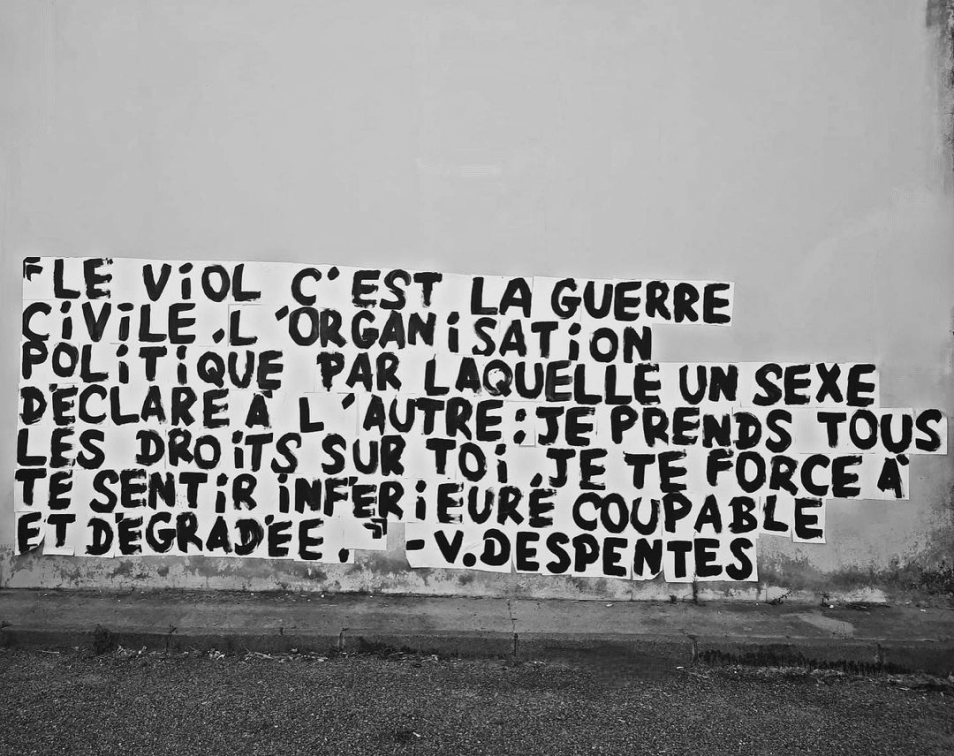 "LE VIOL C'EST LA GUERRE
CIVILE, L'ORGANISATION
POLITIQUE PAR LAQUELLE UN SEXE
DECLARE À L'AUTRE : JE PRENDS TOUS
LES DROITS SUR TOI, JE TE FORCE À
TE SENTIR INFERIEURE COUPABLE
ET DEGRADÉE." - V. DESPENTES